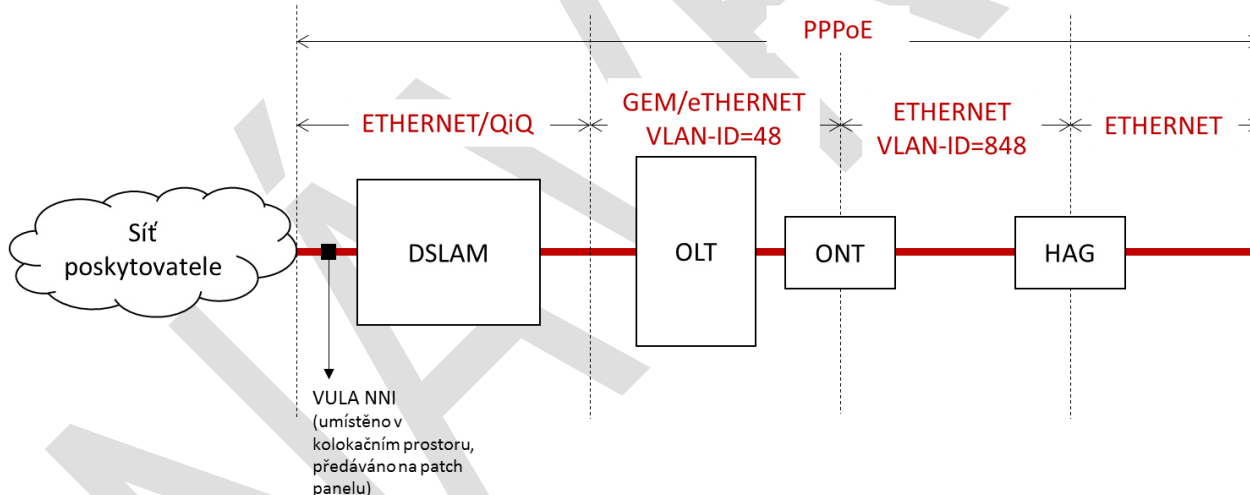 PPPoE
ETHERNET/QiQ
GEM/eTHERNET
VLAN-ID=48
ETHERNET
VLAN-ID=848
ETHERNET
Síť
poskytovatele
DSLAM
OLT
ONT
HAG
VULA NNI
(umístěno v
kolokačním prostoru,
předáváno na patch
panelu)